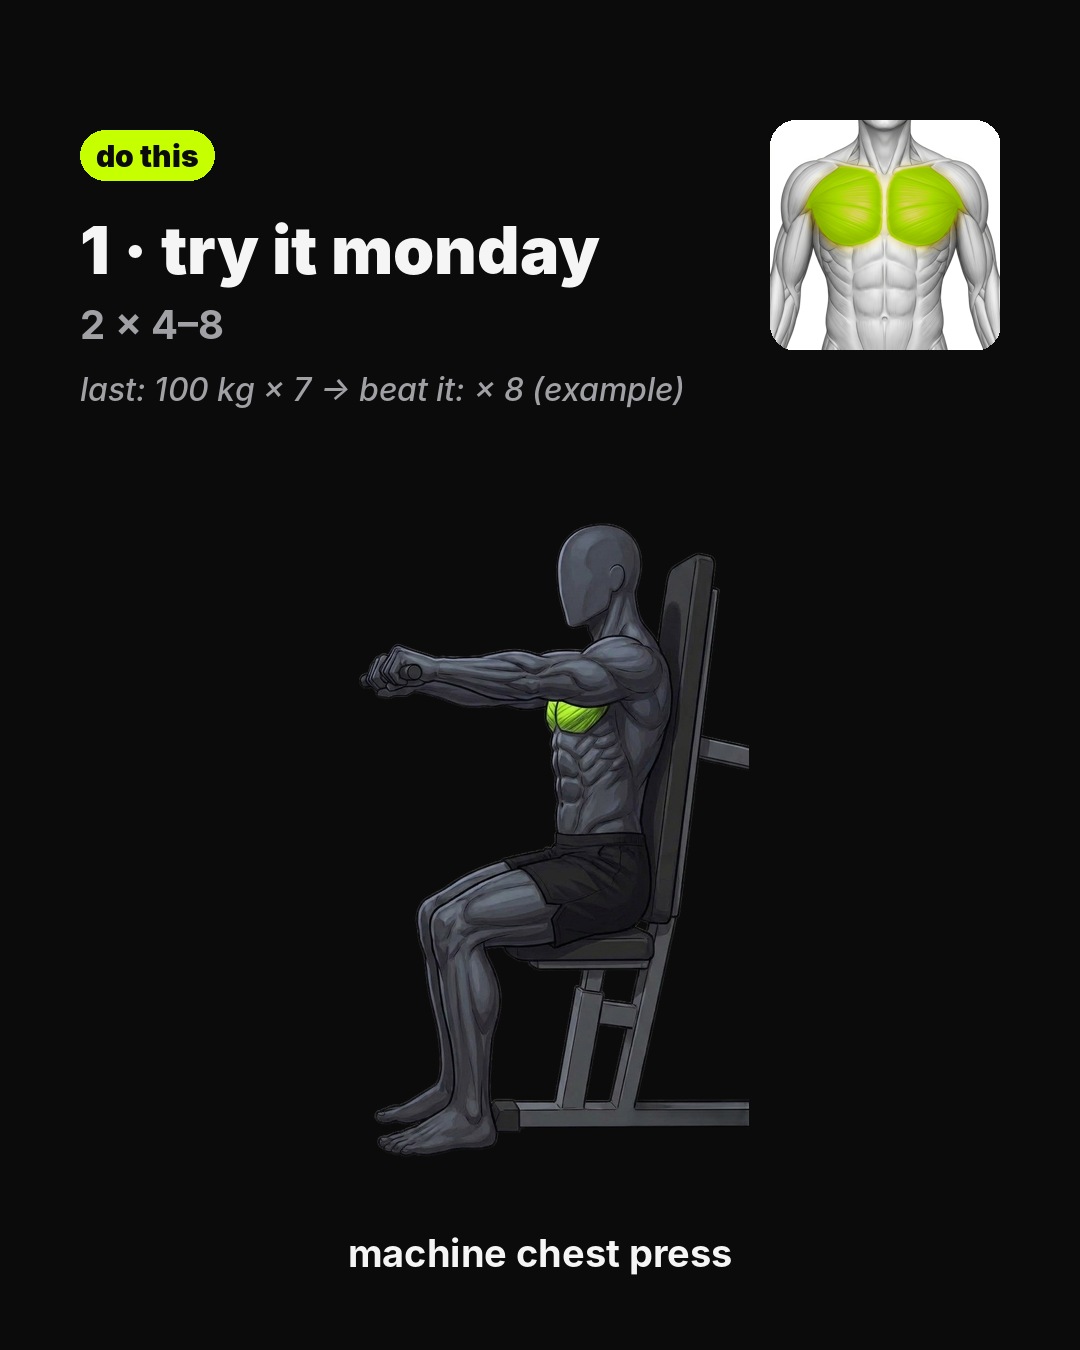 do this
1 · try it monday
2 × 4–8
last: 100 kg × 7 → beat it: × 8 (example)
machine chest press